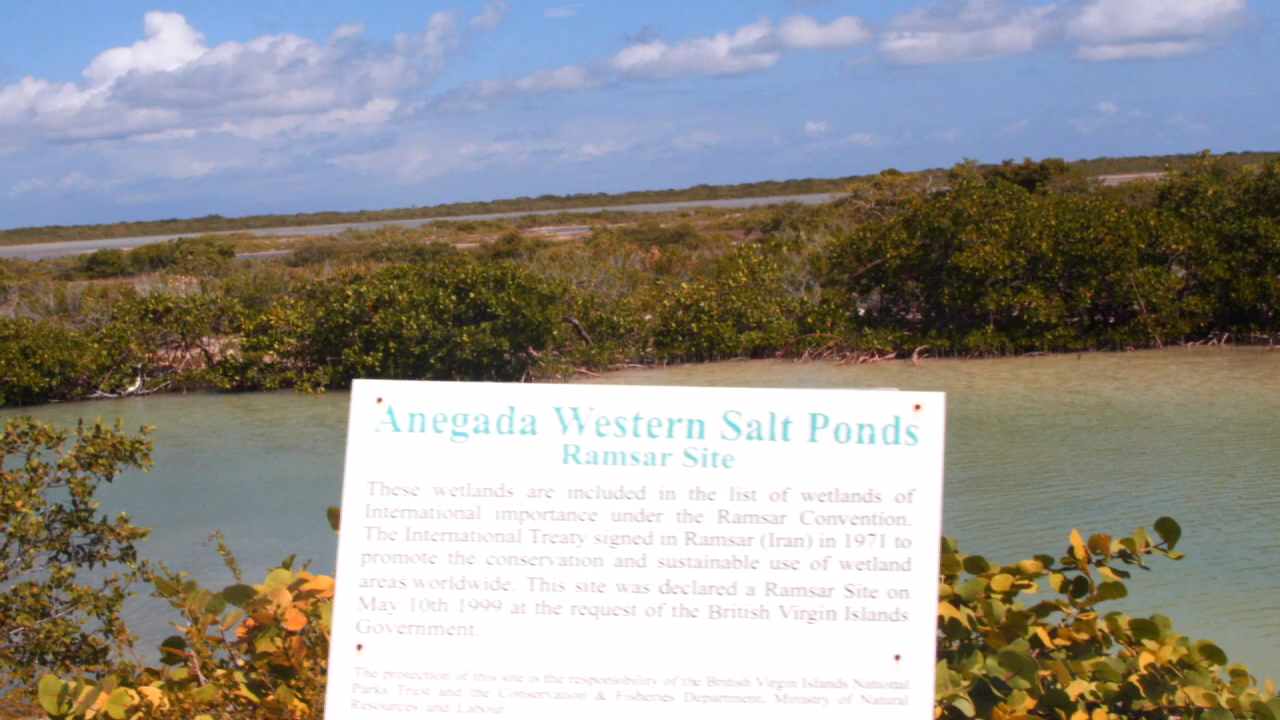 Anegada Western Salt Ponds
Ramsar Site
These wetlands are included in the list of wetlands of
International importance under the Ramsar Convention.
The International Treaty signed in Ramsar (Iran) in 1971 to
promote the conservation and sustainable use of wetland
areas worldwide. This site was declared a Ramsar Site on
May 10th 1999 at the request of the British Virgin Islands
Government.
The protection of this site is the responsibility of the British Virgin Islands National
Parks Trust and the Conservation & Fisheries Department, Ministry of Natural
Resources and Labour